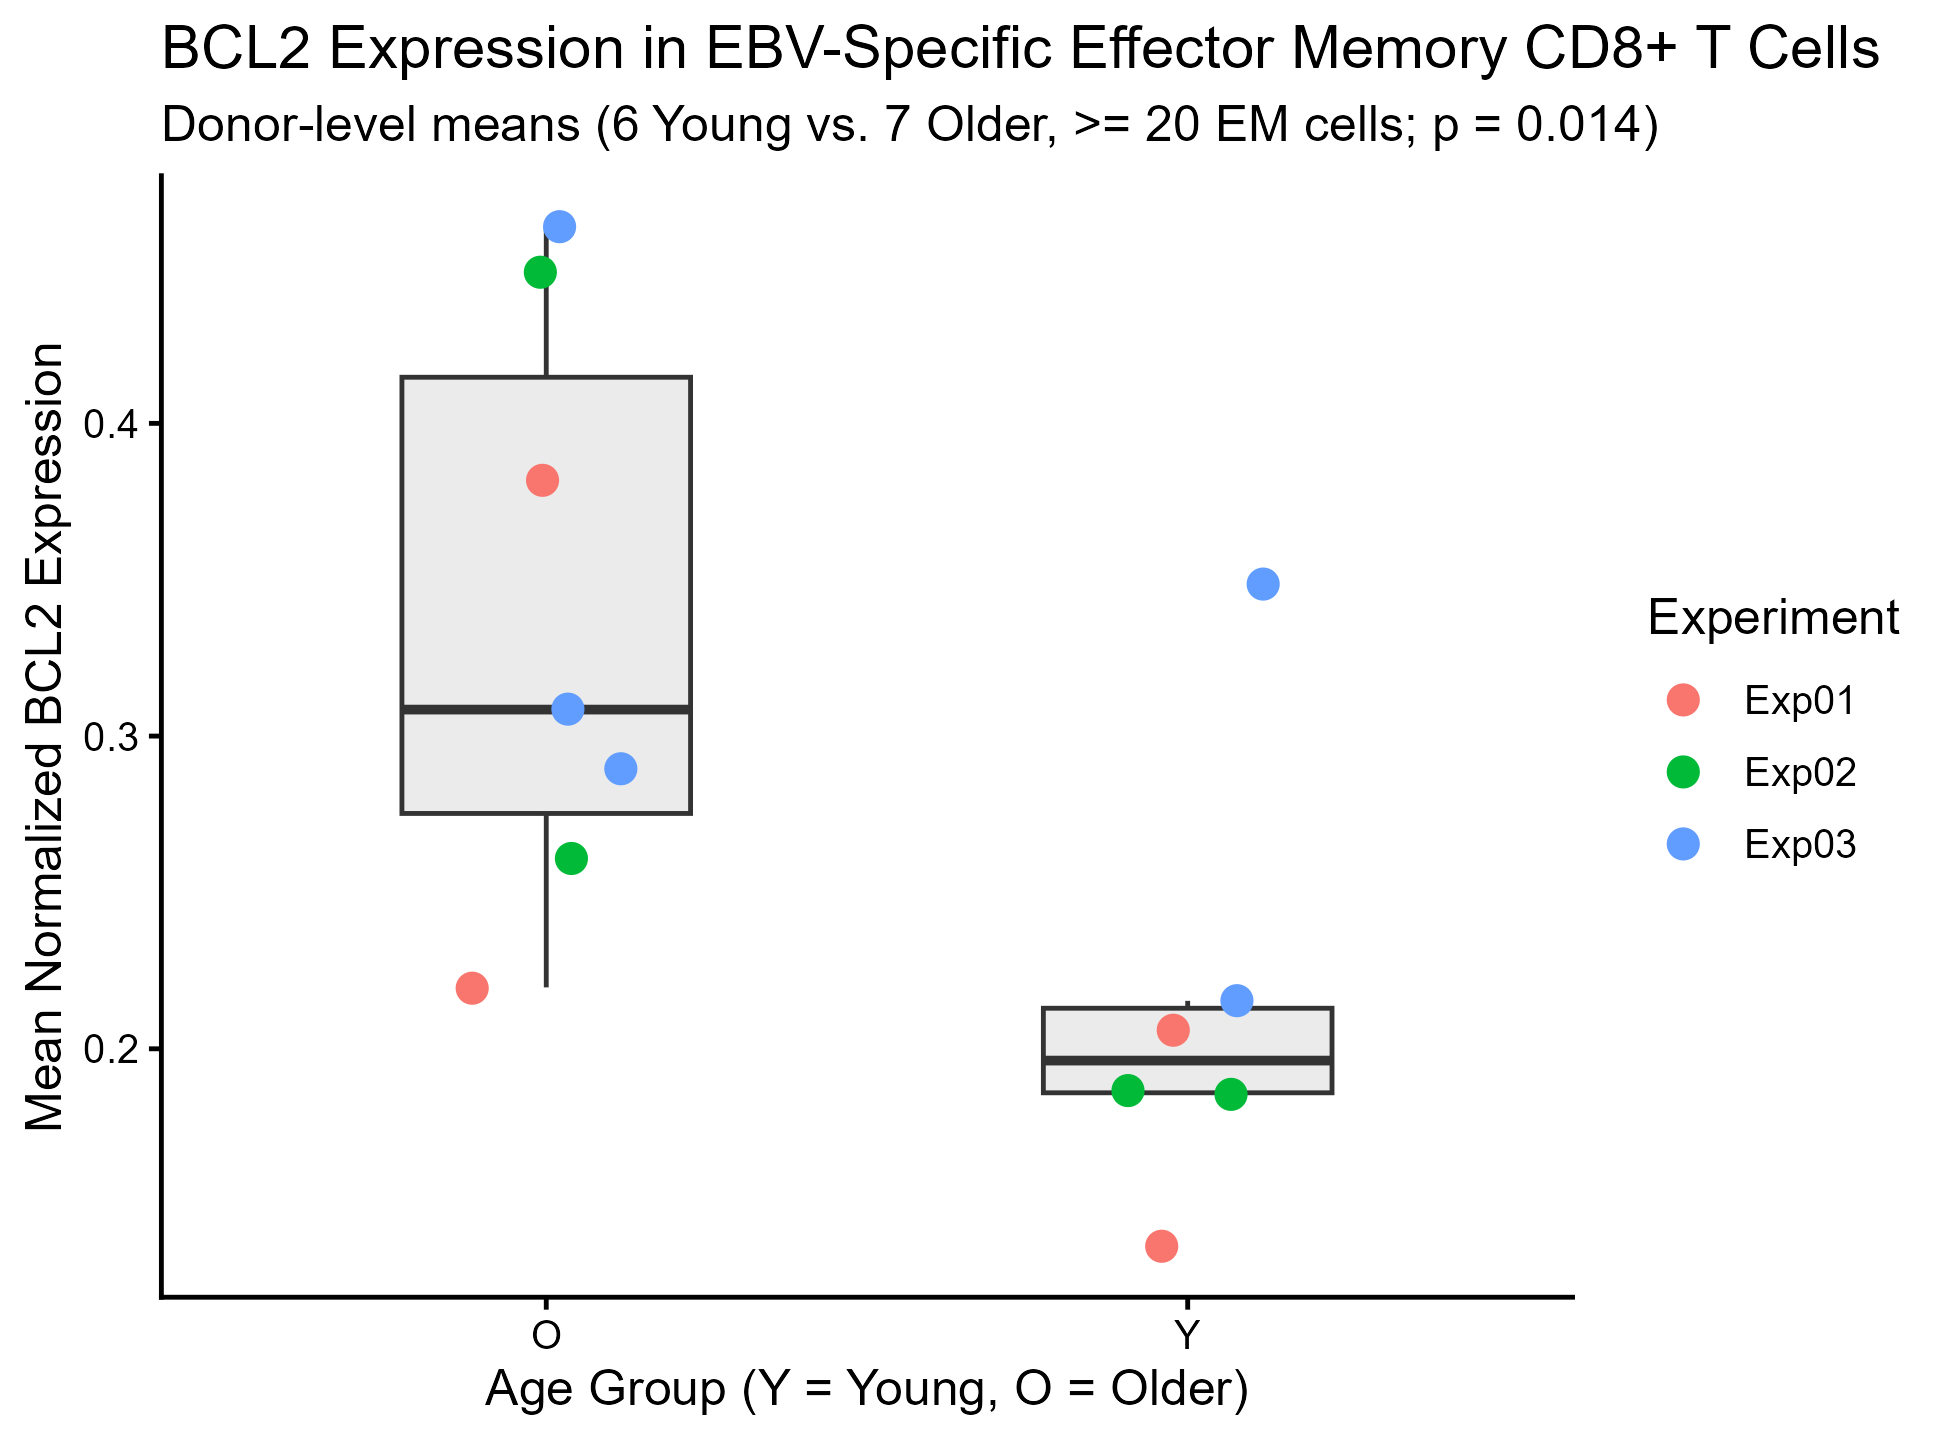 BCL2 Expression in EBV-Specific Effector Memory CD8+ T Cells
Donor-level means (6 Young vs. 7 Older, >= 20 EM cells; p = 0.014)
Mean Normalized BCL2 Expression
0.4
0.3
0.2
O
Y
Age Group (Y = Young, O = Older)
Experiment
Exp01
Exp02
Exp03